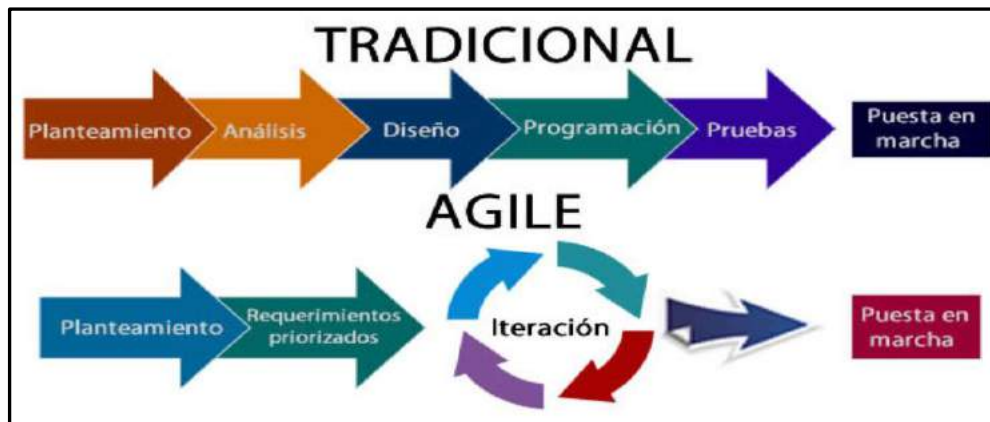 TRADICIONAL
Planteamiento
Análisis
Diseño
Programación
Pruebas
Puesta en
marcha
AGILE
Planteamiento
Requerimientos
priorizados
Iteración
Puesta en
marcha